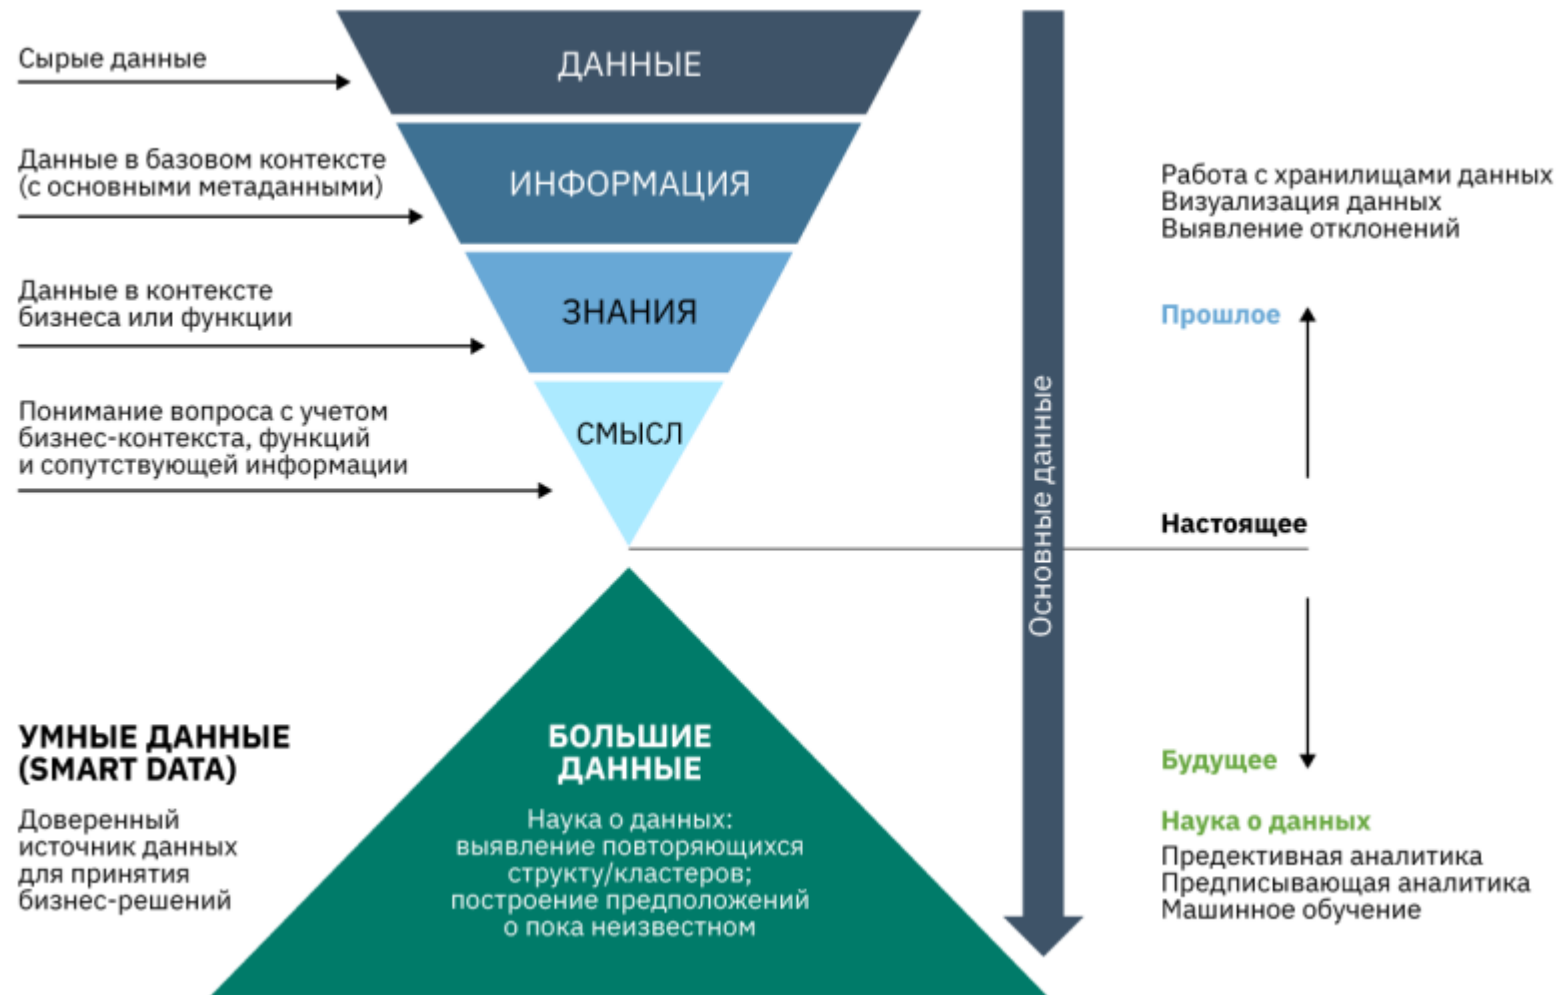 Сырые данные
ДАННЫЕ
Данные в базовом контексте
(с основными метаданными)
ИНФОРМАЦИЯ
Данные в контексте
бизнеса или функции
ЗНАНИЯ
Понимание вопроса с учетом
бизнес-контекста, функций
и сопутствующей информации
СМЫСЛ
УМНЫЕ ДАННЫЕ
(SMART DATA)
Доверенный
источник данных
для принятия
бизнес-решений
БОЛЬШИЕ
ДАННЫЕ
Наука о данных:
выявление повторяющихся
структу/кластеров;
построение предположений
о пока неизвестном
Основные данные
Работа с хранилищами данных
Визуализация данных
Выявление отклонений
Прошлое
Настоящее
Будущее
Наука о данных
Предективная аналитика
Предписывающая аналитика
Машинное обучение